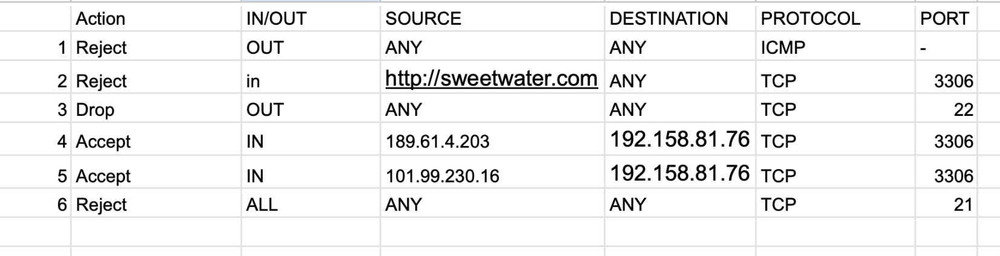 Action IN/OUT SOURCE DESTINATION PROTOCOL PORT
1 Reject OUT ANY ANY ICMP -
2 Reject in http://sweetwater.com ANY TCP 3306
3 Drop OUT ANY ANY TCP 22
4 Accept IN 189.61.4.203 192.158.81.76 TCP 3306
5 Accept IN 101.99.230.16 192.158.81.76 TCP 3306
6 Reject ALL ANY ANY TCP 21